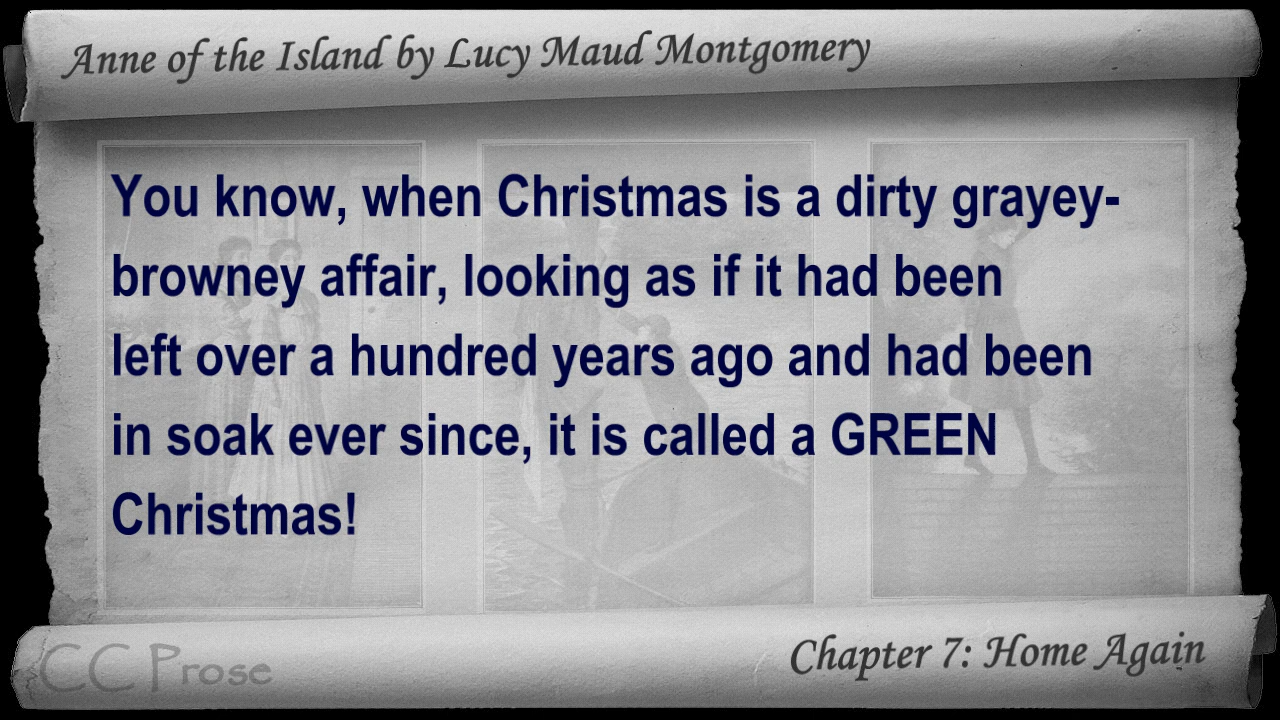 Anne of the Island by Lucy Maud Montgomery
You know, when Christmas is a dirty grayey-
browney affair, looking as if it had been
left over a hundred years ago and had been
in soak ever since, it is called a GREEN
Christmas!
CC Prose
Chapter 7: Home Again